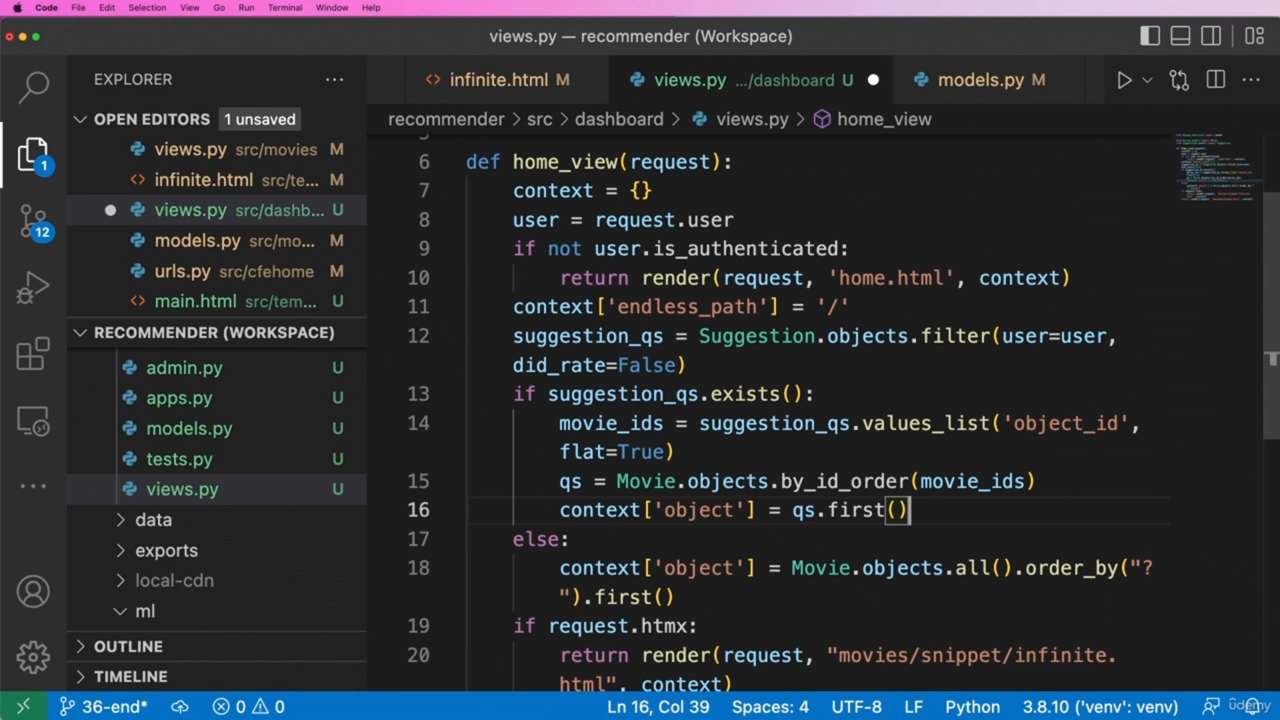 Code File Edit Selection View Go Run Terminal Window Help
views.py — recommender (Workspace)
EXPLORER
OPEN EDITORS 1 unsaved
views.py src/movies M
infinite.html src/te... M
views.py src/dashb... U
models.py src/mo... M
urls.py src/cfehome M
main.html src/tem... U
RECOMMENDER (WORKSPACE)
admin.py U
apps.py U
models.py U
tests.py U
views.py U
data
exports
local-cdn
ml
OUTLINE
TIMELINE
1
12
infinite.html M
views.py .../dashboard U
models.py M
recommender > src > dashboard > views.py > home_view
5
6 def home_view(request):
7 context = {}
8 user = request.user
9 if not user.is_authenticated:
10 return render(request, 'home.html', context)
11 context['endless_path'] = '/'
12 suggestion_qs = Suggestion.objects.filter(user=user,
did_rate=False)
13 if suggestion_qs.exists():
14 movie_ids = suggestion_qs.values_list('object_id',
flat=True)
15 qs = Movie.objects.by_id_order(movie_ids)
16 context['object'] = qs.first()
17 else:
18 context['object'] = Movie.objects.all().order_by("?
").first()
19 if request.htmx:
20 return render(request, "movies/snippet/infinite.
html", context)
36-end* 0 0 Ln 16, Col 39 Spaces: 4 UTF-8 LF Python 3.8.10 ('venv': venv)
udemy